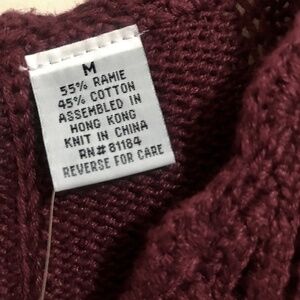 M
55% RAMIE
45% COTTON
ASSEMBLED IN
HONG KONG
KNIT IN CHINA
RN# 81184
REVERSE FOR CARE